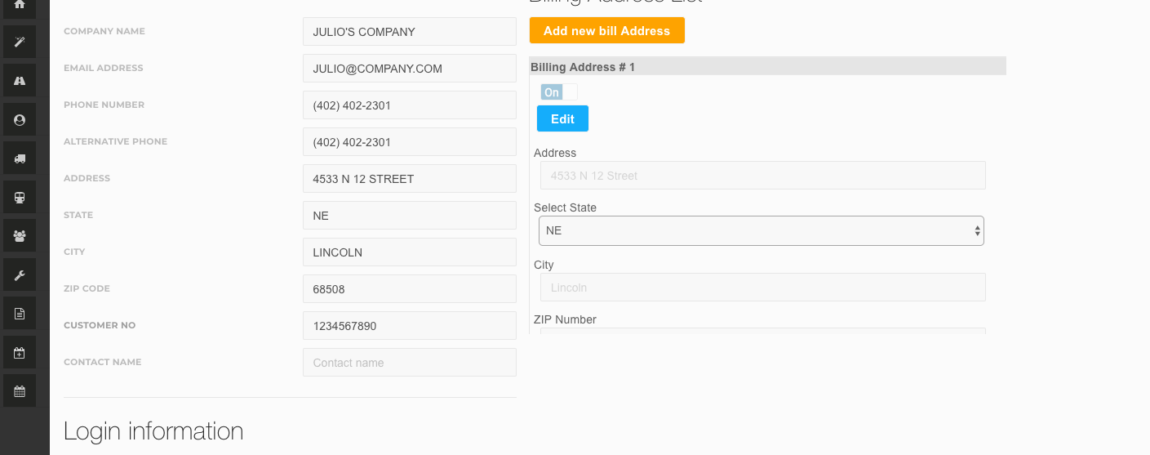 Billing Address List
COMPANY NAME
JULIO'S COMPANY
EMAIL ADDRESS
JULIO@COMPANY.COM
PHONE NUMBER
(402) 402-2301
ALTERNATIVE PHONE
(402) 402-2301
ADDRESS
4533 N 12 STREET
STATE
NE
CITY
LINCOLN
ZIP CODE
68508
CUSTOMER NO
1234567890
CONTACT NAME
Contact name
Add new bill Address
Billing Address # 1
On
Edit
Address
4533 N 12 Street
Select State
NE
City
Lincoln
ZIP Number
Login information